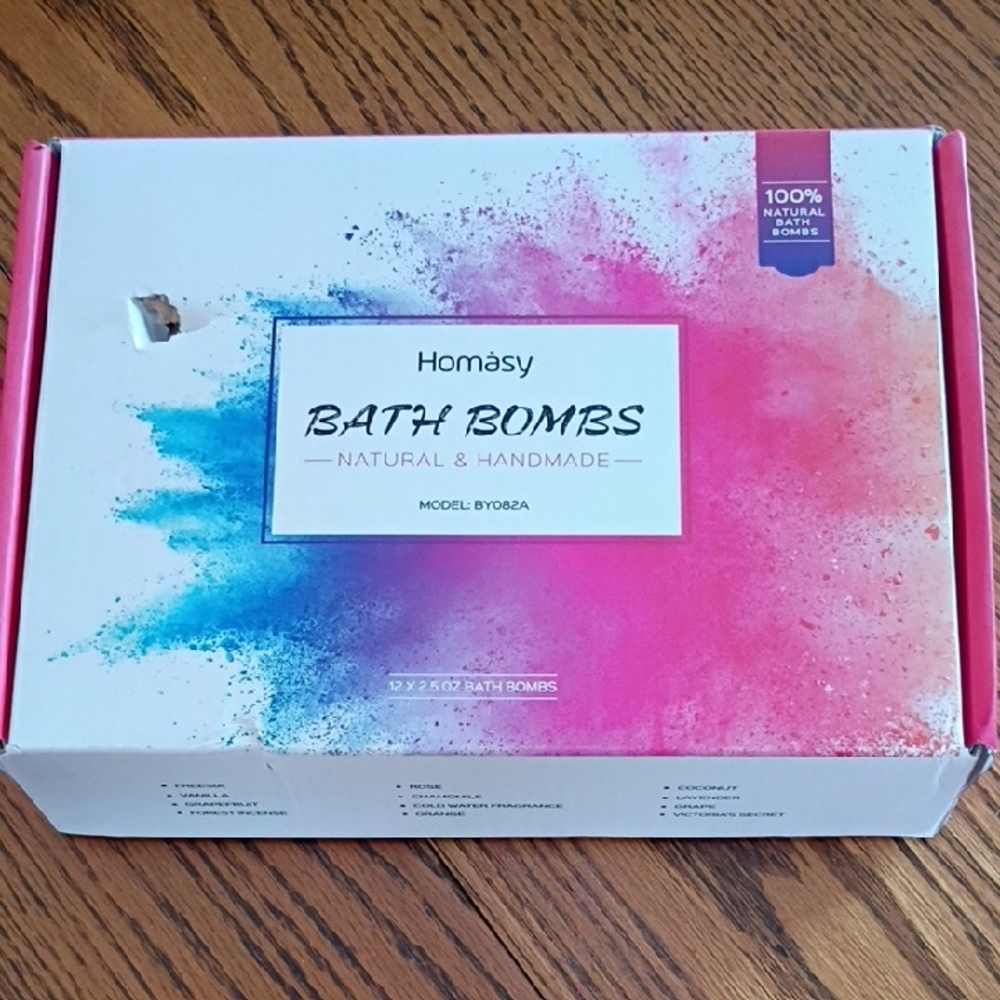 100%
NATURAL
BATH
BOMBS
Homasy
BATH BOMBS
NATURAL & HANDMADE
MODEL: BY082A
12 X 2.5 OZ BATH BOMBS
FREESIA
VANILLA
GRAPEFRUIT
FOREST INCENSE
ROSE
CHAMOMILE
COLD WATER FRAGRANCE
ORANGE
COCONUT
LAVENDER
GRAPE
VICTORIA'S SECRET